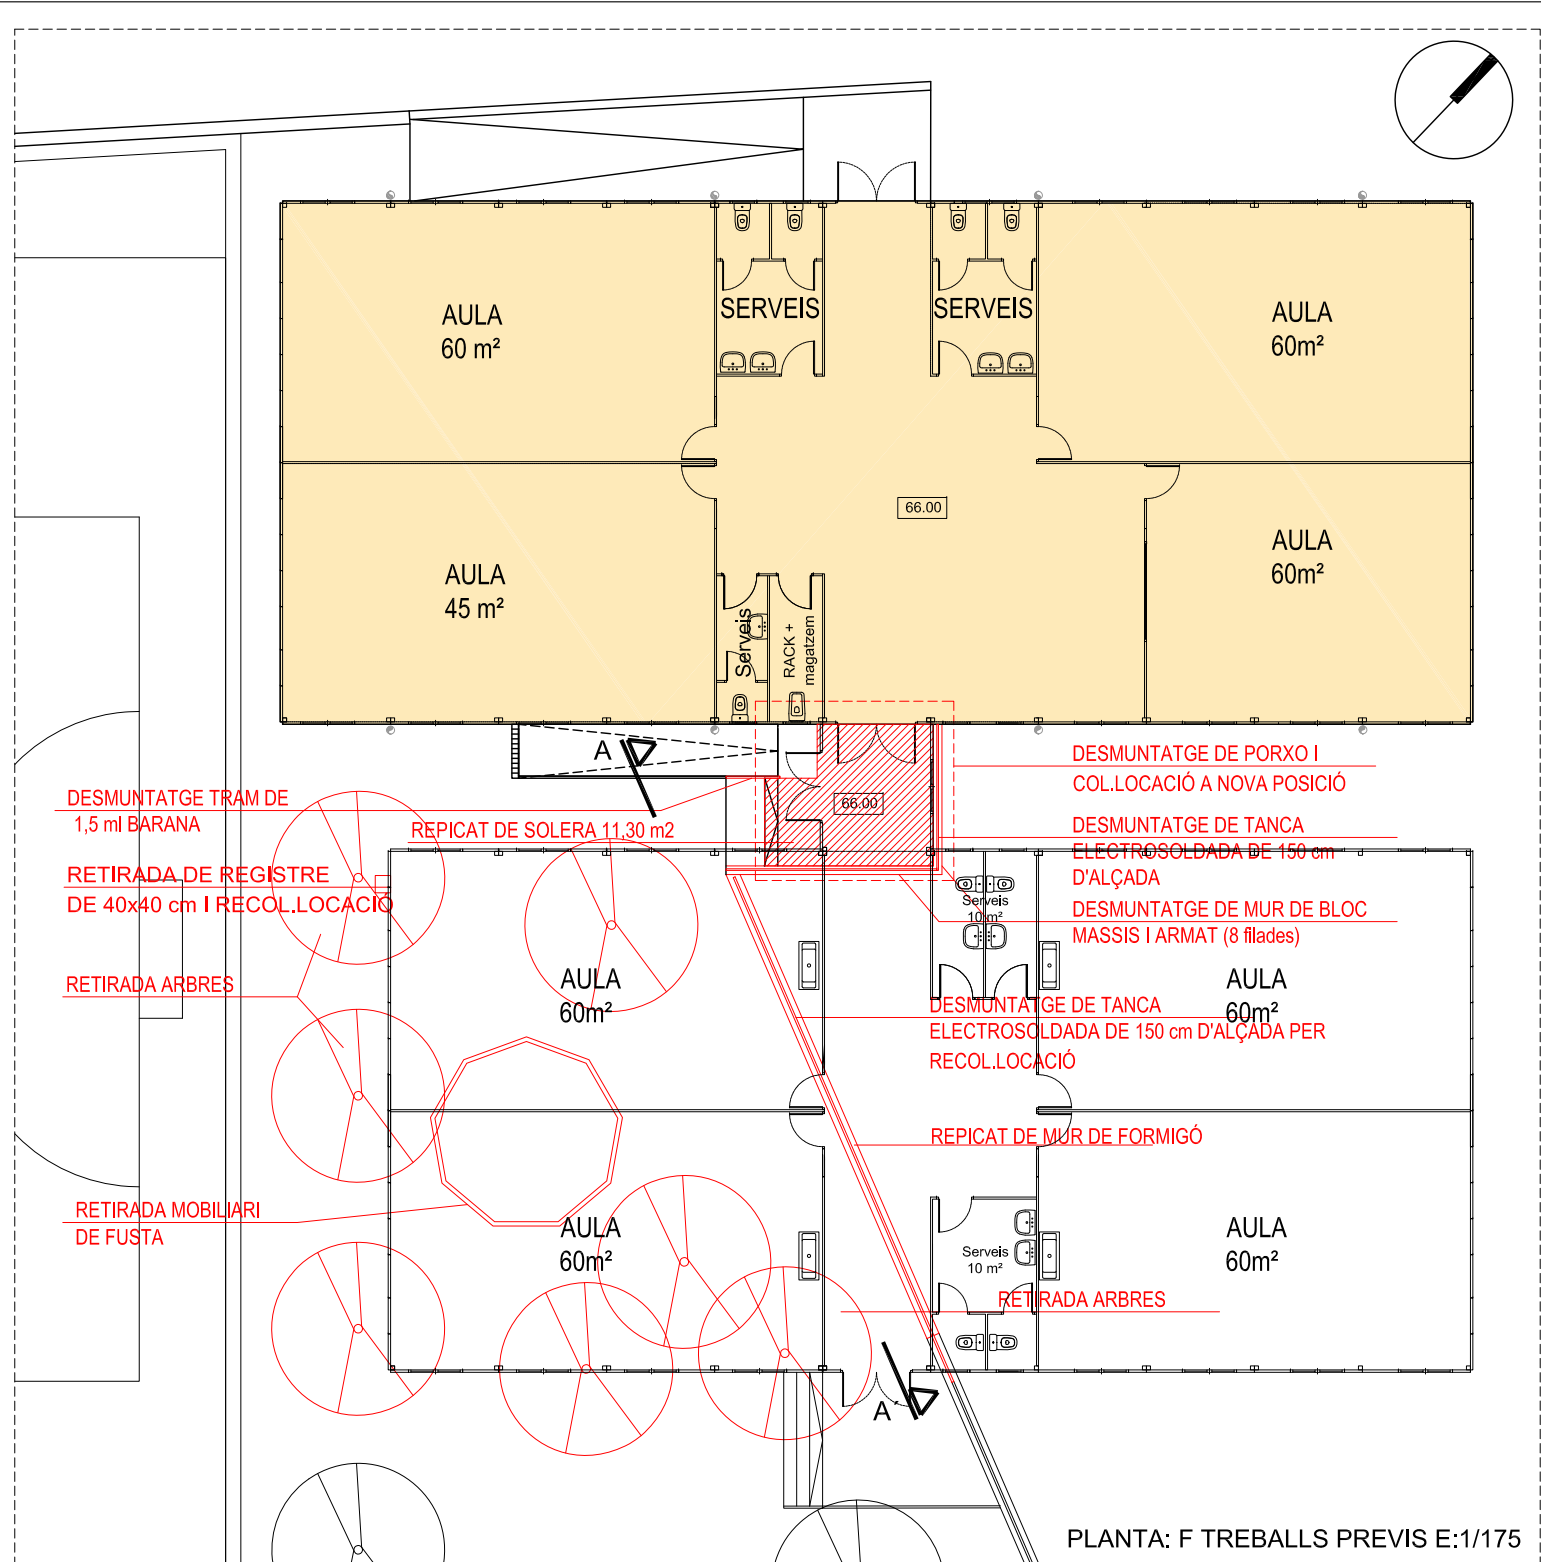 AULA
60 m²
SERVEIS
SERVEIS
AULA
60m²
66.00
AULA
45 m²
AULA
60m²
Serveis
RACK +
magatzem
A
66.00
DESMUNTATGE DE PORXO I
COL.LOCACIÓ A NOVA POSICIÓ
DESMUNTATGE TRAM DE
1,5 ml BARANA
REPICAT DE SOLERA 11,30 m2
DESMUNTATGE DE TANCA
ELECTROSOLDADA DE 150 cm
D'ALÇADA
RETIRADA DE REGISTRE
DE 40x40 cm I RECOL.LOCACIÓ
Serveis
10 m²
DESMUNTATGE DE MUR DE BLOC
MASSIS I ARMAT (8 filades)
RETIRADA ARBRES
AULA
60m²
AULA
60m²
DESMUNTATGE DE TANCA
ELECTROSOLDADA DE 150 cm D'ALÇADA PER
RECOL.LOCACIÓ
REPICAT DE MUR DE FORMIGÓ
RETIRADA MOBILIARI
DE FUSTA
AULA
60m²
Serveis
10 m²
AULA
60m²
RETIRADA ARBRES
A'
PLANTA: F TREBALLS PREVIS E:1/175